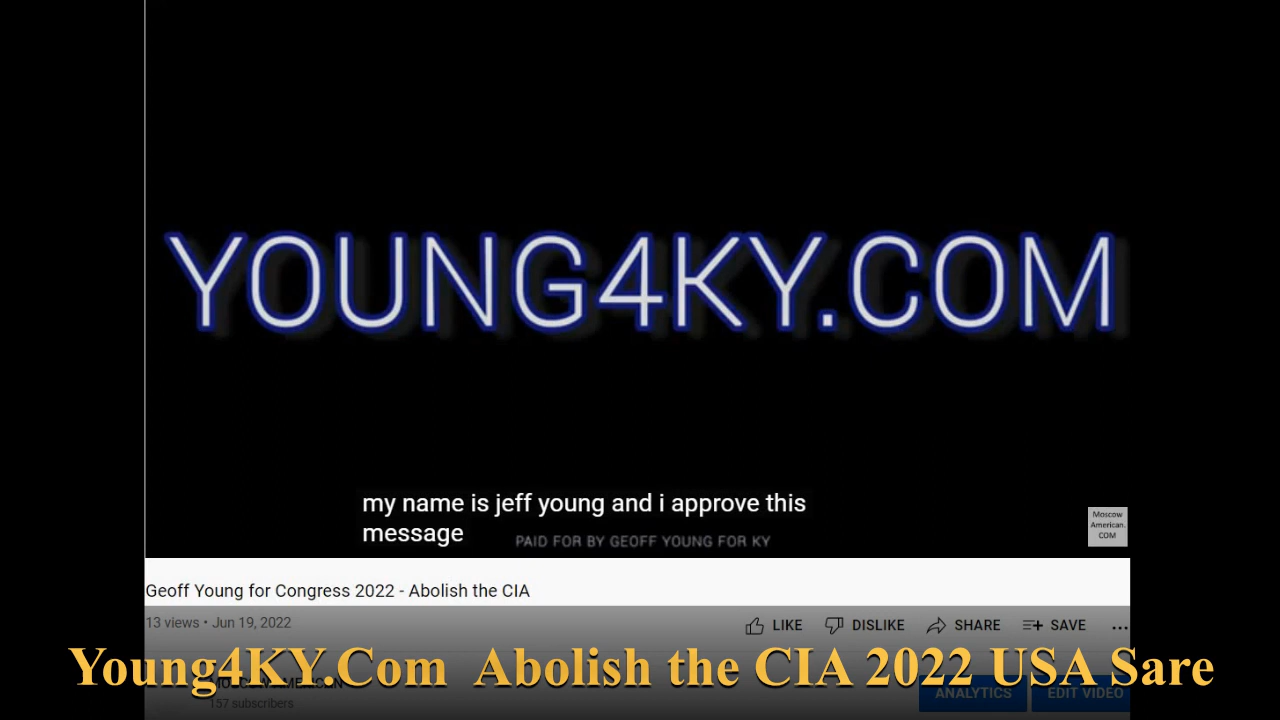 YOUNG4KY.COM
my name is jeff young and i approve this
message
PAID FOR BY GEOFF YOUNG FOR KY
Moscow
American.
COM
Geoff Young for Congress 2022 - Abolish the CIA
13 views • Jun 19, 2022
LIKE DISLIKE SHARE SAVE ...
Young4KY.Com Abolish the CIA 2022 USA Sare
157 subscribers
ANALYTICS EDIT VIDEO